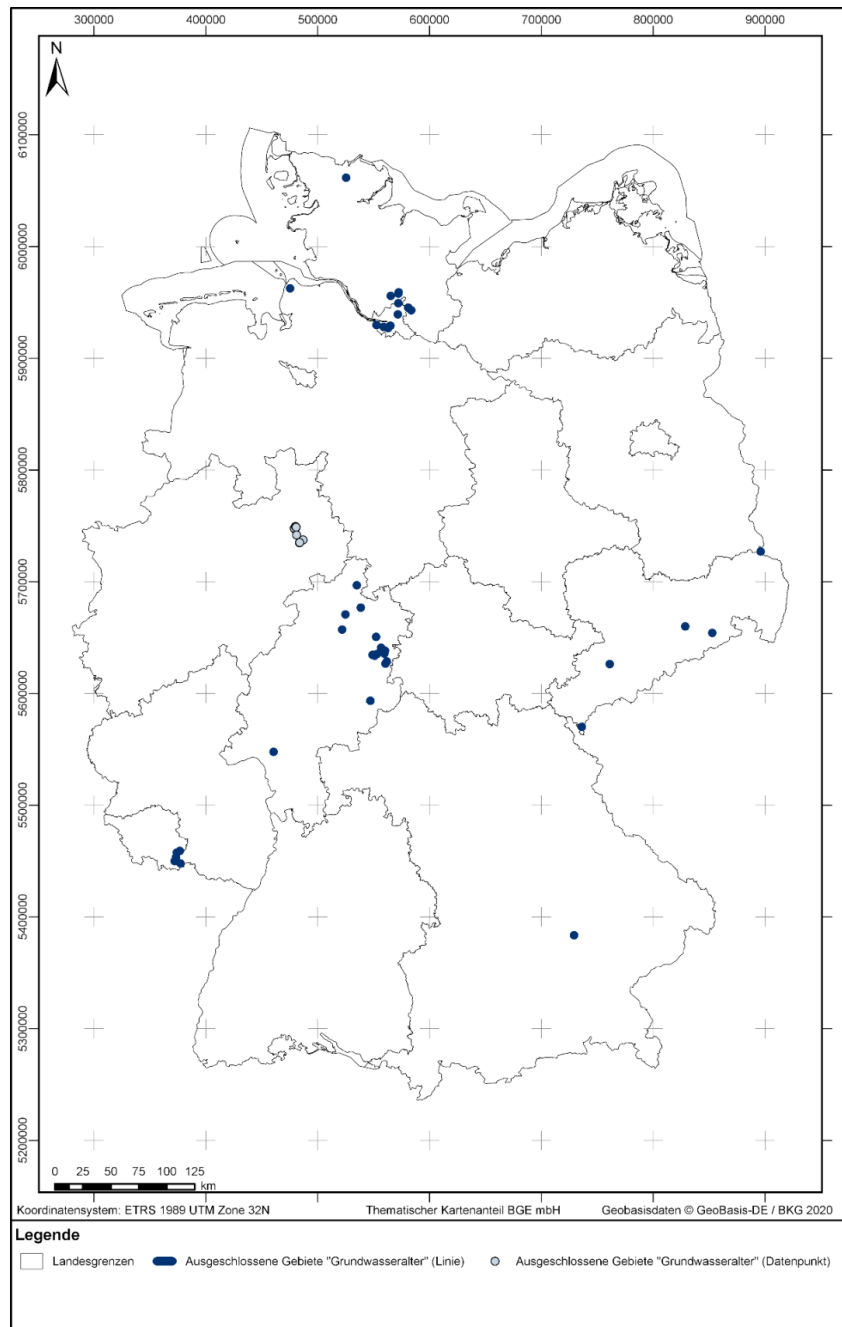 300000 400000 500000 600000 700000 800000 900000
N
6100000
6000000
5900000
5800000
5700000
5600000
5500000
5400000
5300000
5200000
0 25 50 75 100 125
km
Koordinatensystem: ETRS 1989 UTM Zone 32N Thematischer Kartenanteil BGE mbH Geobasisdaten © GeoBasis-DE / BKG 2020
Legende
Landesgrenzen Ausgeschlossene Gebiete "Grundwasseralter" (Linie) Ausgeschlossene Gebiete "Grundwasseralter" (Datenpunkt)